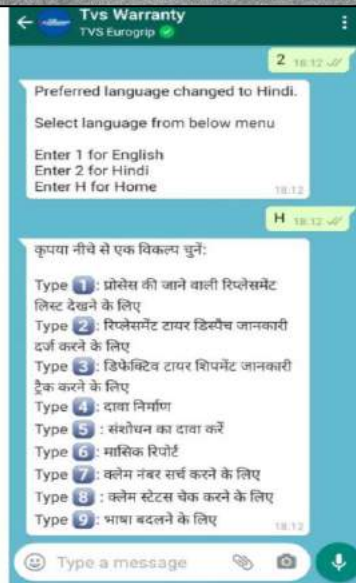 Tvs Warranty
TVS Eurogrip
2 18:12
Preferred language changed to Hindi.
Select language from below menu
Enter 1 for English
Enter 2 for Hindi
Enter H for Home
18:12
H 18:12
कृपया नीचे से एक विकल्प चुनें:
Type 1: प्रोसेस की जाने वाली रिप्लेसमेंट
लिस्ट देखने के लिए
Type 2: रिप्लेसमेंट टायर डिस्पैच जानकारी
दर्ज करने के लिए
Type 3: डिफेक्टिव टायर शिपमेंट जानकारी
ट्रैक करने के लिए
Type 4: दावा निर्माण
Type 5 : संशोधन का दावा करें
Type 6: मासिक रिपोर्ट
Type 7: क्लेम नंबर सर्च करने के लिए
Type 8 : क्लेम स्टेटस चेक करने के लिए
Type 9: भाषा बदलने के लिए
18:12
Type a message